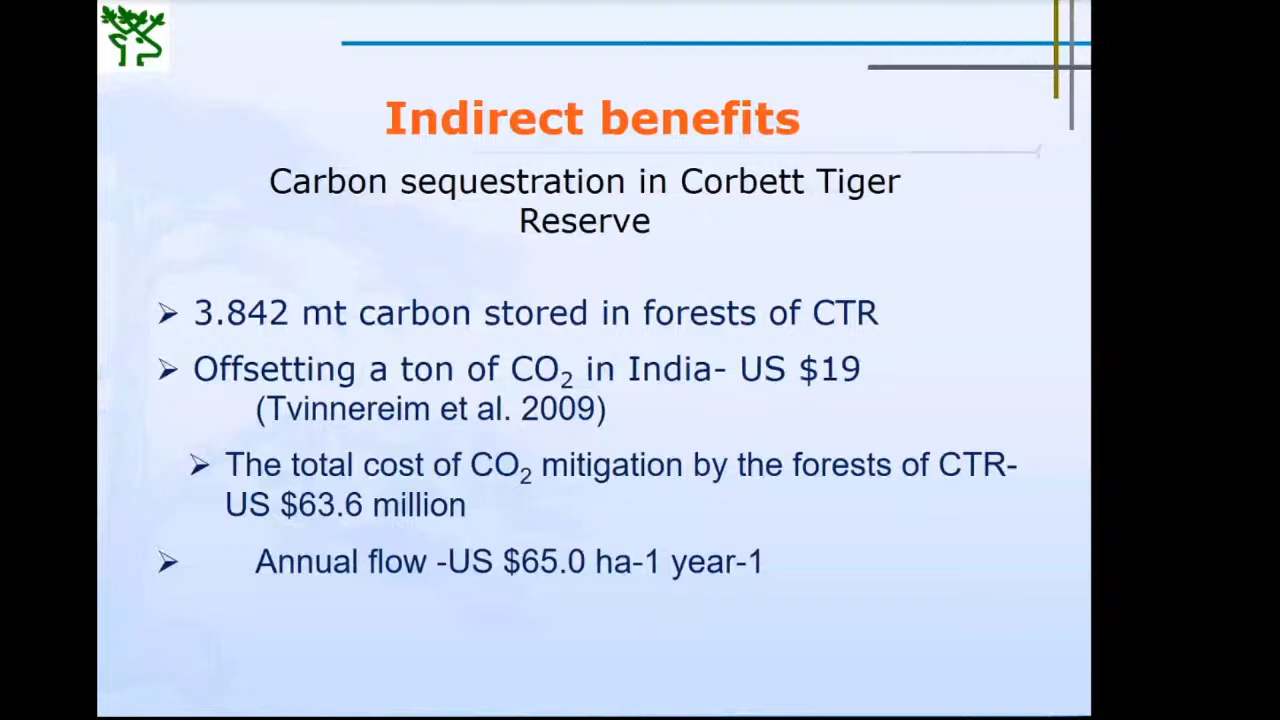 Indirect benefits
Carbon sequestration in Corbett Tiger
Reserve
➢ 3.842 mt carbon stored in forests of CTR
➢ Offsetting a ton of CO₂ in India- US $19
(Tvinnereim et al. 2009)
➢ The total cost of CO₂ mitigation by the forests of CTR-
US $63.6 million
➢ Annual flow -US $65.0 ha-1 year-1